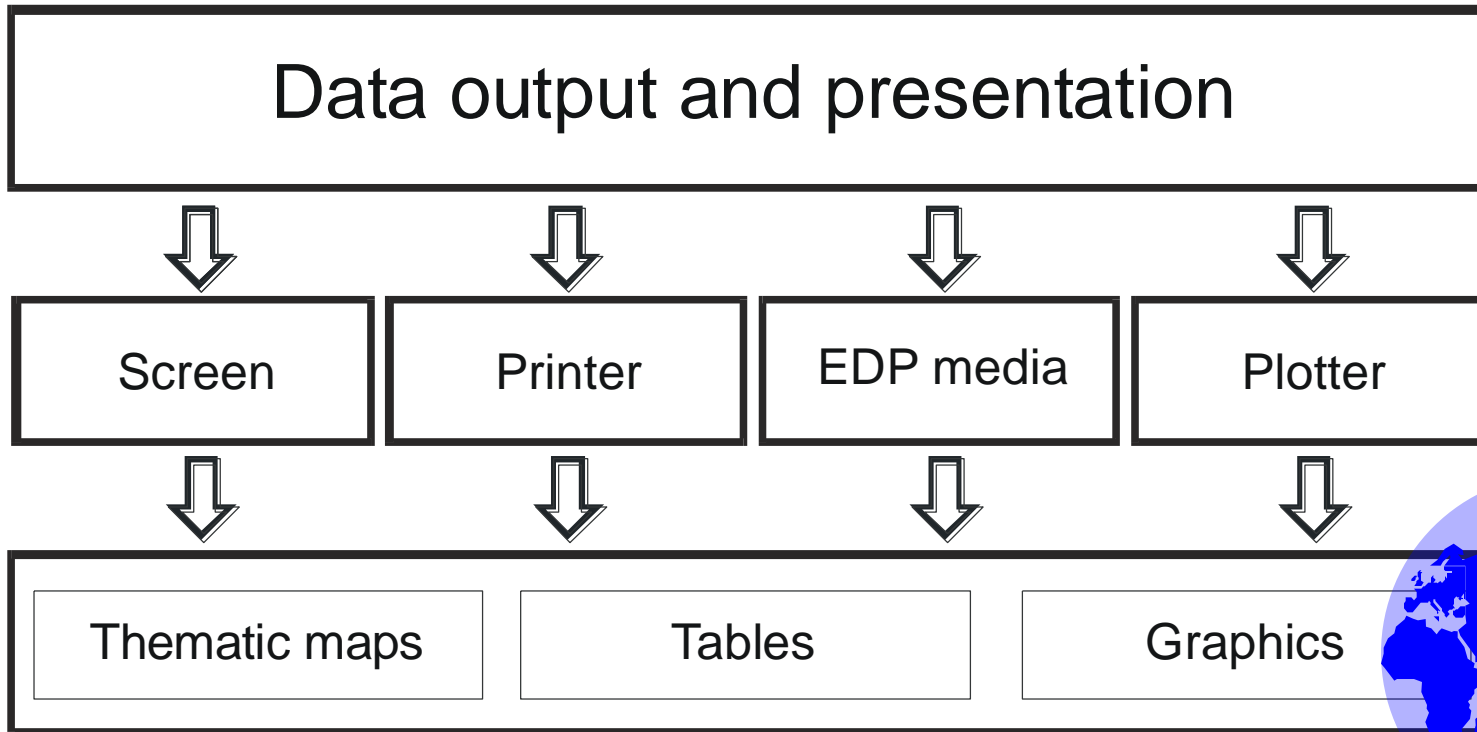 Data output and presentation
Screen
Printer
EDP media
Plotter
Thematic maps
Tables
Graphics